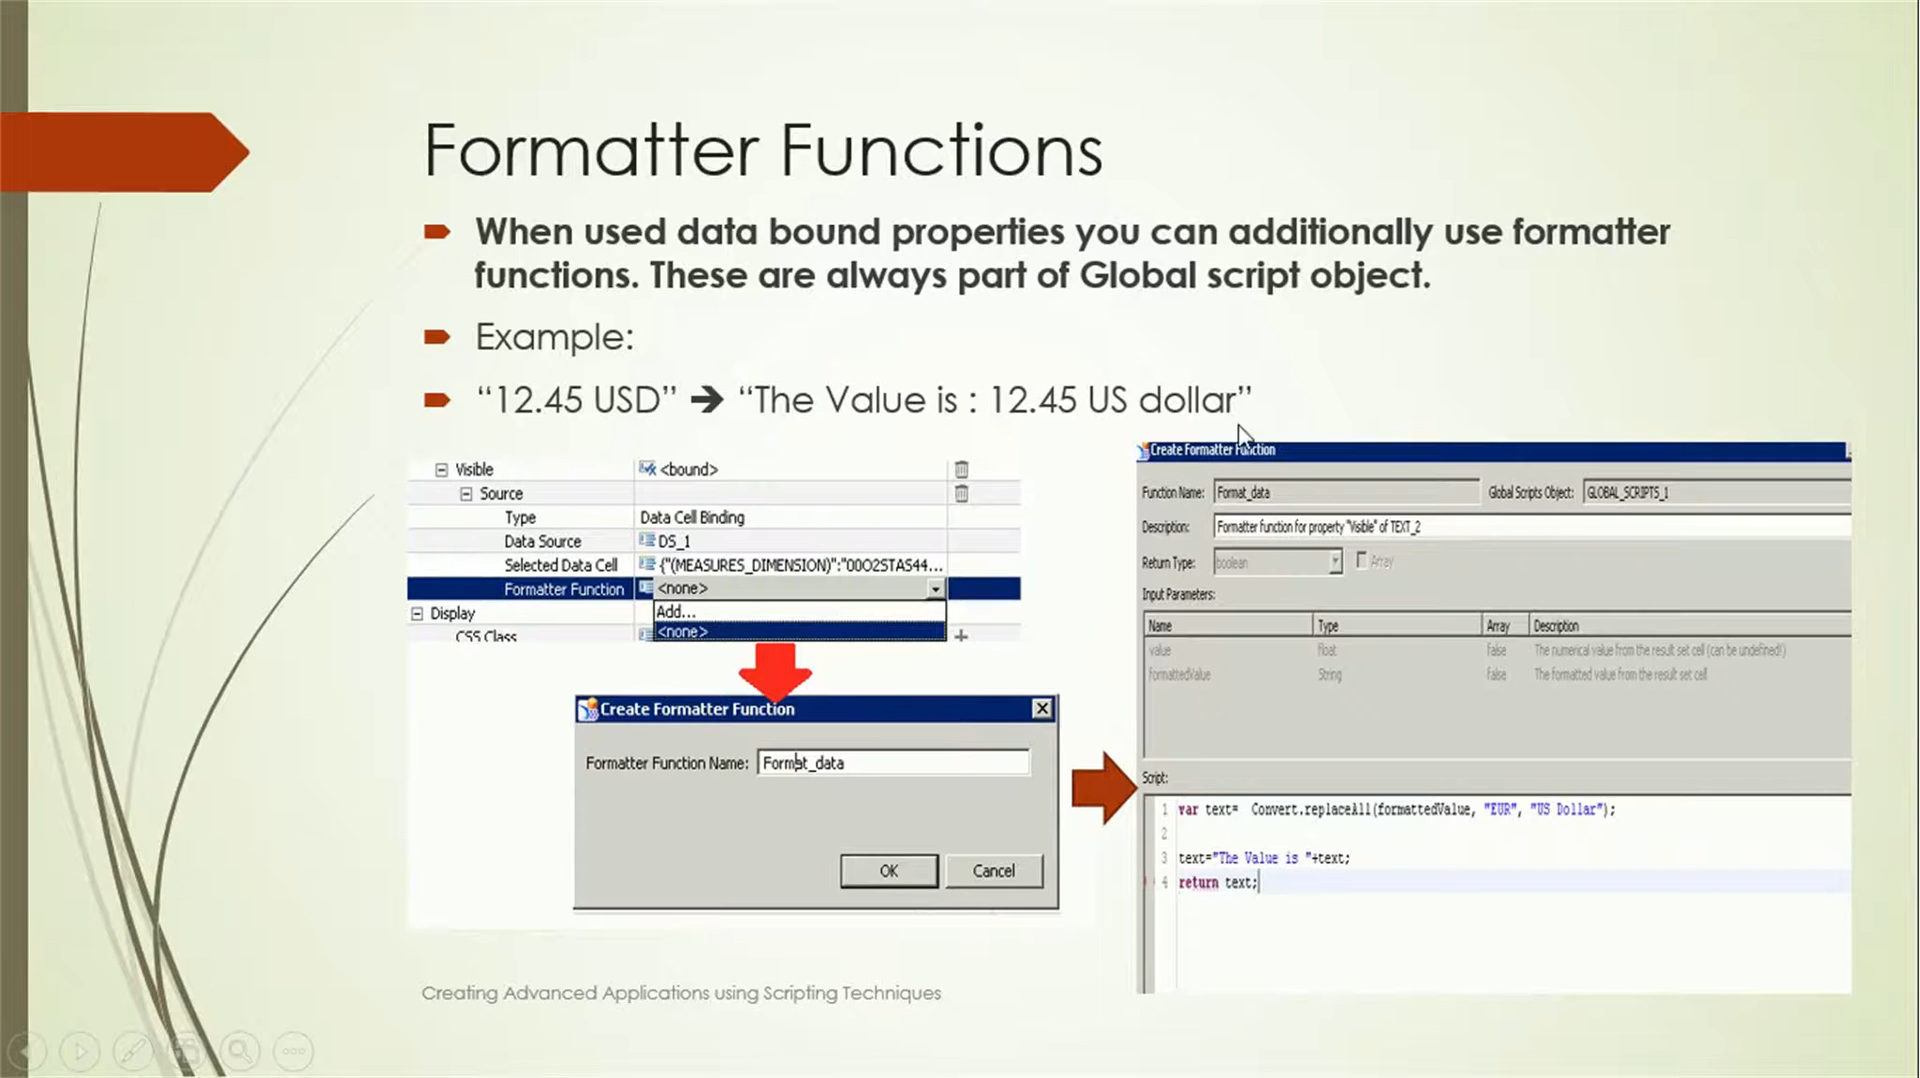 Formatter Functions
When used data bound properties you can additionally use formatter
functions. These are always part of Global script object.
Example:
“12.45 USD” ➔ “The Value is : 12.45 US dollar”
Visible <bound>
Source
Type Data Cell Binding
Data Source DS_1
Selected Data Cell {"(MEASURES_DIMENSION)":"00O2STAS44...
Formatter Function <none>
Add...
<none>
Display
CSS Class
Create Formatter Function
Formatter Function Name: Format_data
OK Cancel
Create Formatter Function
Function Name: Format_data Global Scripts Object: GLOBAL_SCRIPTS_1
Description: Formatter function for property "Visible" of TEXT_2
Return Type: boolean Array
Input Parameters:
Name Type Array Description
value float false The numerical value from the result set cell (can be undefined!)
formattedValue String false The formatted value from the result set cell
Script:
1 var text= Convert.replaceAll(formattedValue, "EUR", "US Dollar");
2
3 text="The Value is "+text;
4 return text;
Creating Advanced Applications using Scripting Techniques